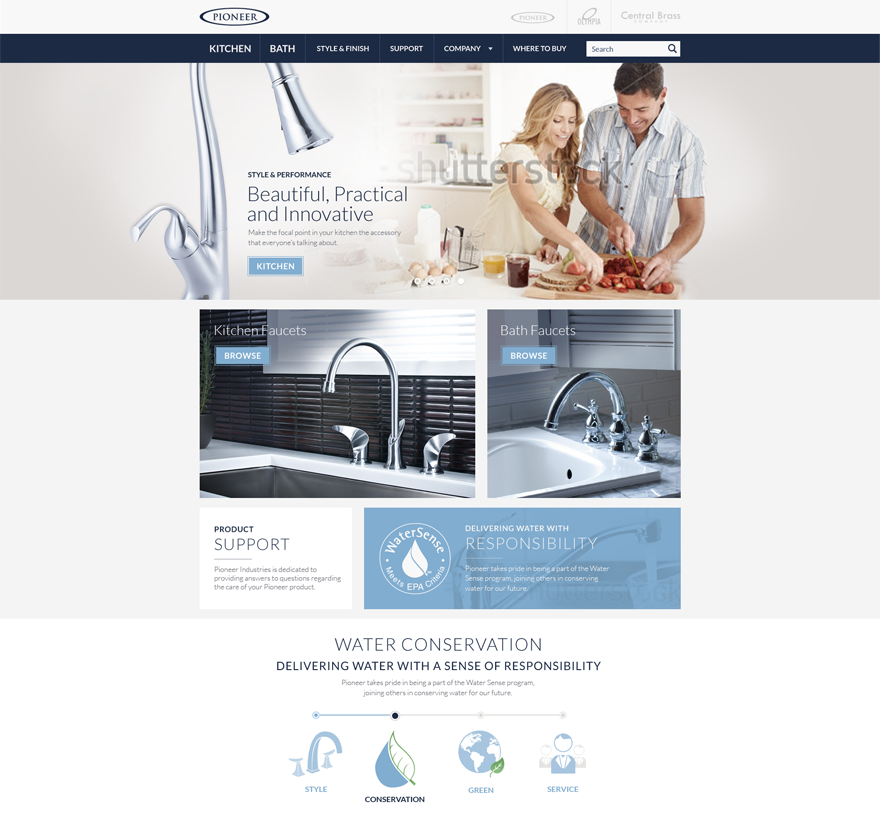 PIONEER
PIONEER
OLYMPIA
Central Brass
COMPANY
KITCHEN
BATH
STYLE & FINISH
SUPPORT
COMPANY
WHERE TO BUY
Search
shutterstock
STYLE & PERFORMANCE
Beautiful, Practical
and Innovative
Make the focal point in your kitchen the accessory
that everyone's talking about.
KITCHEN
Kitchen Faucets
BROWSE
Bath Faucets
BROWSE
PRODUCT
SUPPORT
Pioneer Industries is dedicated to
providing answers to questions regarding
the care of your Pioneer product.
WaterSense
Meets EPA Criteria
DELIVERING WATER WITH
RESPONSIBILITY
Pioneer takes pride in being a part of the Water
Sense program, joining others in conserving
water for our future.
WATER CONSERVATION
DELIVERING WATER WITH A SENSE OF RESPONSIBILITY
Pioneer takes pride in being a part of the Water Sense program,
joining others in conserving water for our future.
STYLE
CONSERVATION
GREEN
SERVICE